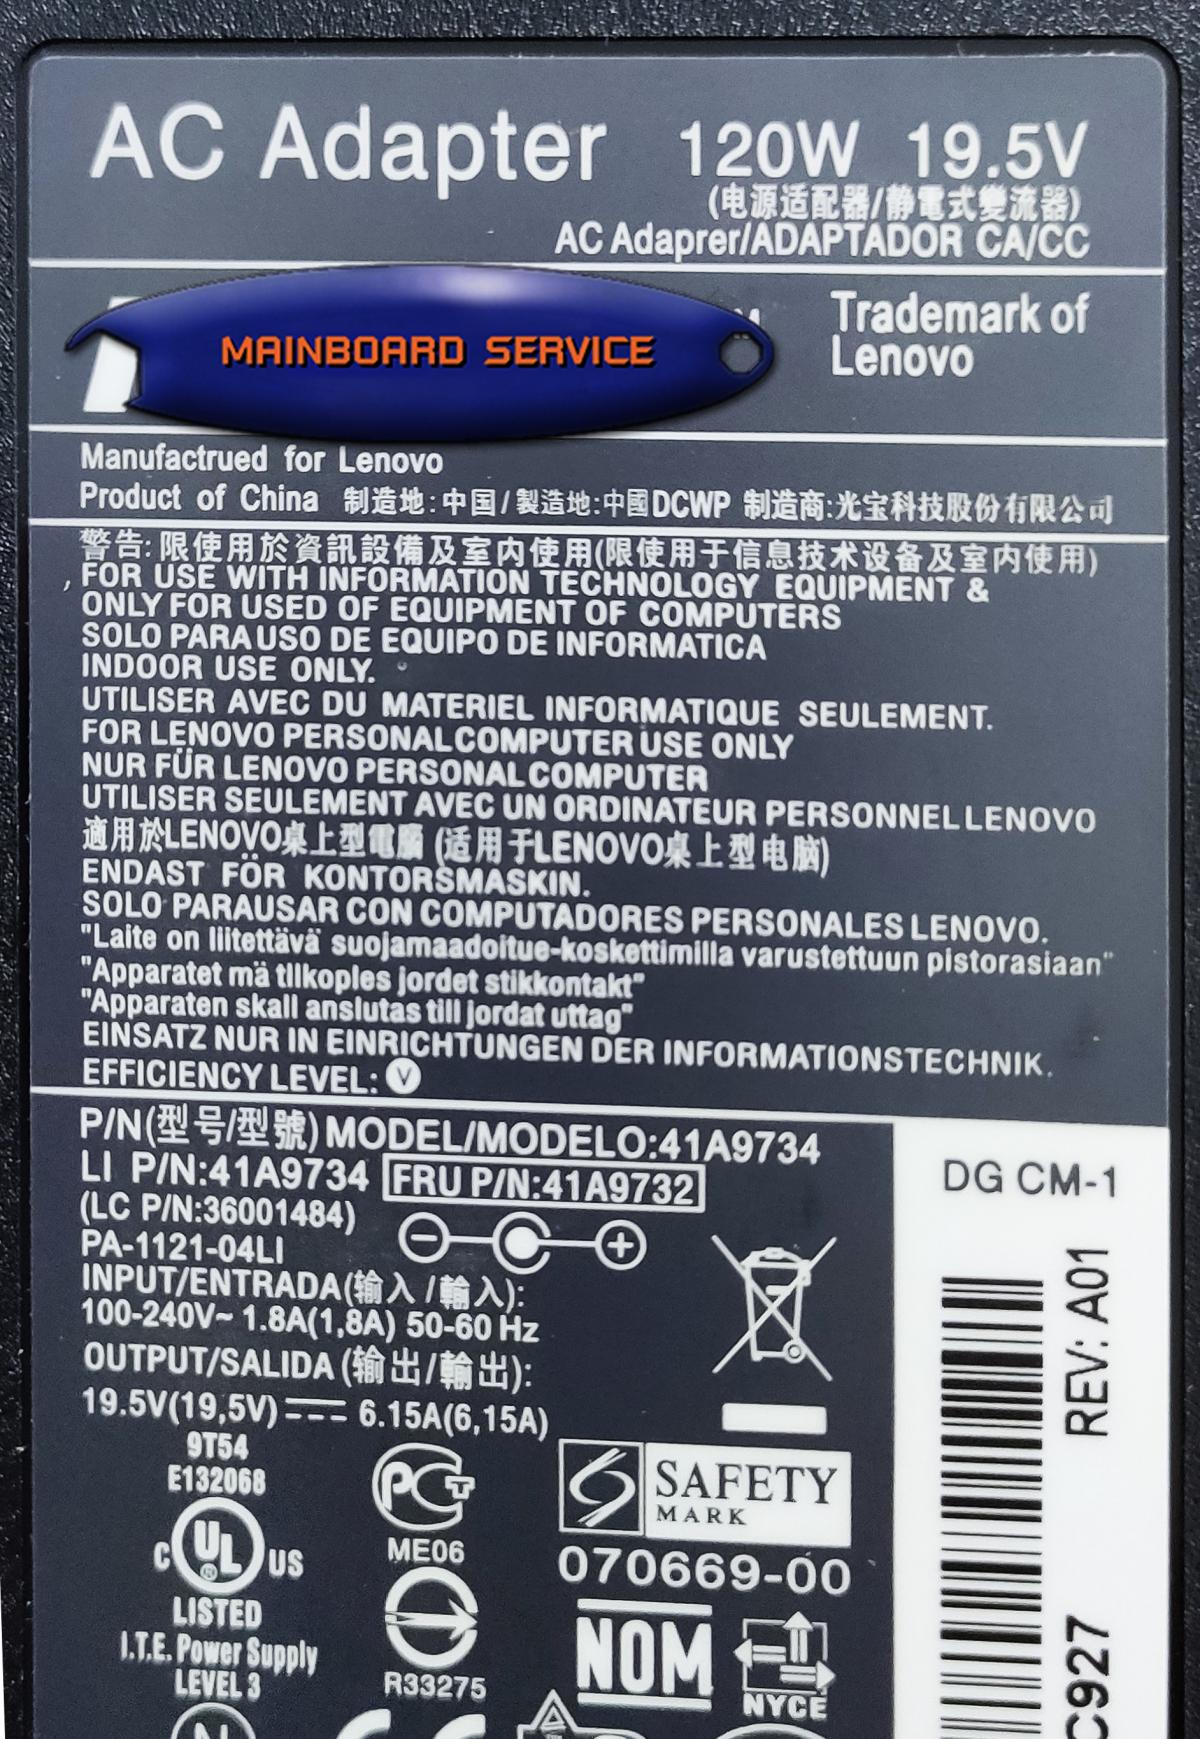 AC Adapter 120W 19.5V
(电源适配器/静電式變流器)
AC Adaprer/ADAPTADOR CA/CC
MAINBOARD SERVICE
Trademark of
Lenovo
Manufactrued for Lenovo
Product of China 制造地:中国/製造地:中國DCWP 制造商:光宝科技股份有限公司
警告:限使用於資訊設備及室内使用(限使用于信息技术设备及室内使用)
FOR USE WITH INFORMATION TECHNOLOGY EQUIPMENT &
ONLY FOR USED OF EQUIPMENT OF COMPUTERS
SOLO PARA USO DE EQUIPO DE INFORMATICA
INDOOR USE ONLY.
UTILISER AVEC DU MATERIEL INFORMATIQUE SEULEMENT.
FOR LENOVO PERSONAL COMPUTER USE ONLY
NUR FÜR LENOVO PERSONAL COMPUTER
UTILISER SEULEMENT AVEC UN ORDINATEUR PERSONNEL LENOVO
適用於LENOVO桌上型電腦 (适用于LENOVO桌上型电脑)
ENDAST FÖR KONTORSMASKIN.
SOLO PARAUSAR CON COMPUTADORES PERSONALES LENOVO.
"Laite on liitettävä suojamaadoitue-koskettimilla varustettuun pistorasiaan"
"Apparatet mä tllkoples jordet stikkontakt"
"Apparaten skall anslutas till jordat uttag"
EINSATZ NUR IN EINRICHTUNGEN DER INFORMATIONSTECHNIK.
EFFICIENCY LEVEL: V
P/N(型号/型號) MODEL/MODELO:41A9734
LI P/N:41A9734 FRU P/N:41A9732
(LC P/N:36001484)
PA-1121-04LI
INPUT/ENTRADA(输入/輸入):
100-240V~ 1.8A(1,8A) 50-60 Hz
OUTPUT/SALIDA (输出/輸出):
19.5V(19,5V) ⎓ 6.15A(6,15A)
9T54
E132068
C UL ® US
LISTED
I.T.E. Power Supply
LEVEL 3
PCT
ME06
R33275
SAFETY
MARK
070669-00
NOM
NYCE
DG CM-1
REV: A01
C927